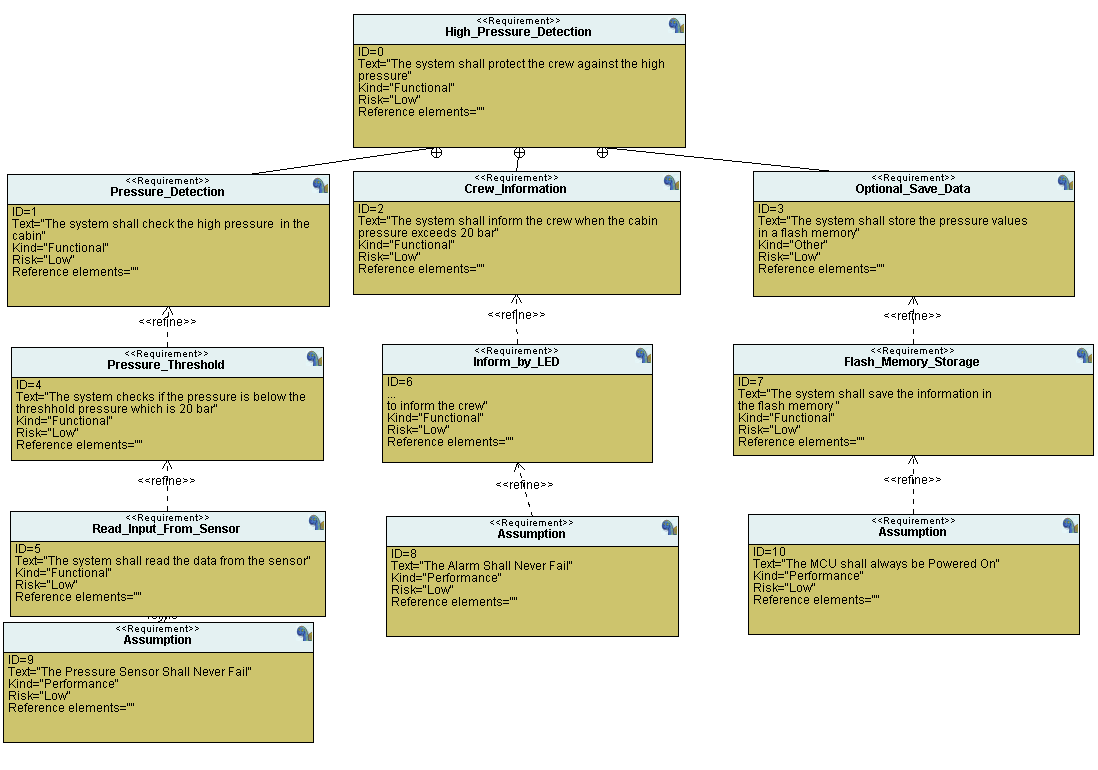 <<Requirement>>
High_Pressure_Detection
ID=0
Text="The system shall protect the crew against the high
pressure"
Kind="Functional"
Risk="Low"
Reference elements=""
<<Requirement>>
Pressure_Detection
ID=1
Text="The system shall check the high pressure  in the
cabin"
Kind="Functional"
Risk="Low"
Reference elements=""
<<Requirement>>
Crew_Information
ID=2
Text="The system shall inform the crew when the cabin
pressure exceeds 20 bar"
Kind="Functional"
Risk="Low"
Reference elements=""
<<Requirement>>
Optional_Save_Data
ID=3
Text="The system shall store the pressure values
in a flash memory"
Kind="Other"
Risk="Low"
Reference elements=""
<<refine>>
<<refine>>
<<refine>>
<<Requirement>>
Pressure_Threshold
ID=4
Text="The system checks if the pressure is below the
threshhold pressure which is 20 bar"
Kind="Functional"
Risk="Low"
Reference elements=""
<<Requirement>>
Inform_by_LED
ID=6
...
to inform the crew"
Kind="Functional"
Risk="Low"
Reference elements=""
<<Requirement>>
Flash_Memory_Storage
ID=7
Text="The system shall save the information in
the flash memory"
Kind="Functional"
Risk="Low"
Reference elements=""
<<refine>>
<<refine>>
<<refine>>
<<Requirement>>
Read_Input_From_Sensor
ID=5
Text="The system shall read the data from the sensor"
Kind="Functional"
Risk="Low"
Reference elements=""
<<Requirement>>
Assumption
ID=8
Text="The Alarm Shall Never Fail"
Kind="Performance"
Risk="Low"
Reference elements=""
<<Requirement>>
Assumption
ID=10
Text="The MCU shall always be Powered On"
Kind="Performance"
Risk="Low"
Reference elements=""
<<Requirement>>
Assumption
ID=9
Text="The Pressure Sensor Shall Never Fail"
Kind="Performance"
Risk="Low"
Reference elements=""